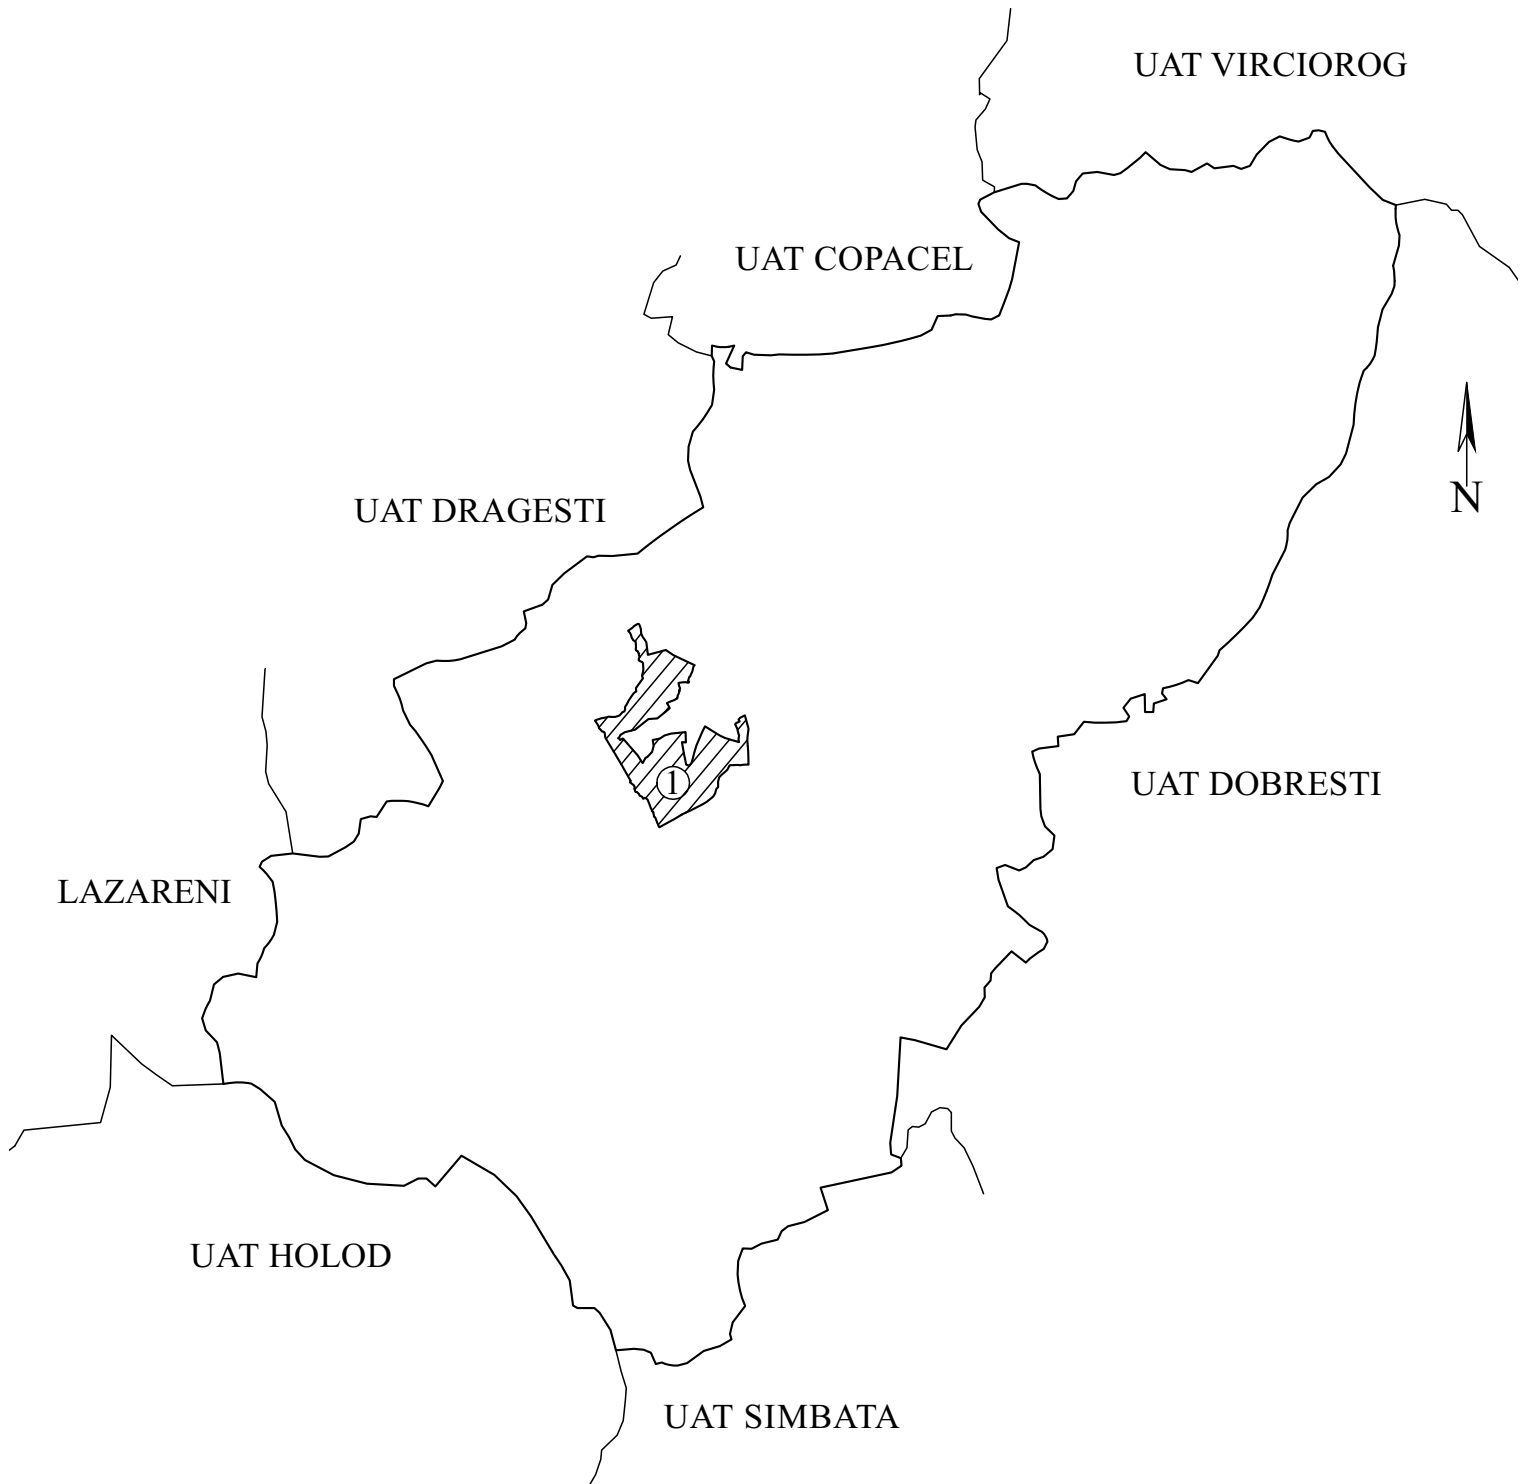 UAT VIRCIOROG
UAT COPACEL
N
UAT DRAGESTI
1
UAT DOBRESTI
LAZARENI
UAT HOLOD
UAT SIMBATA